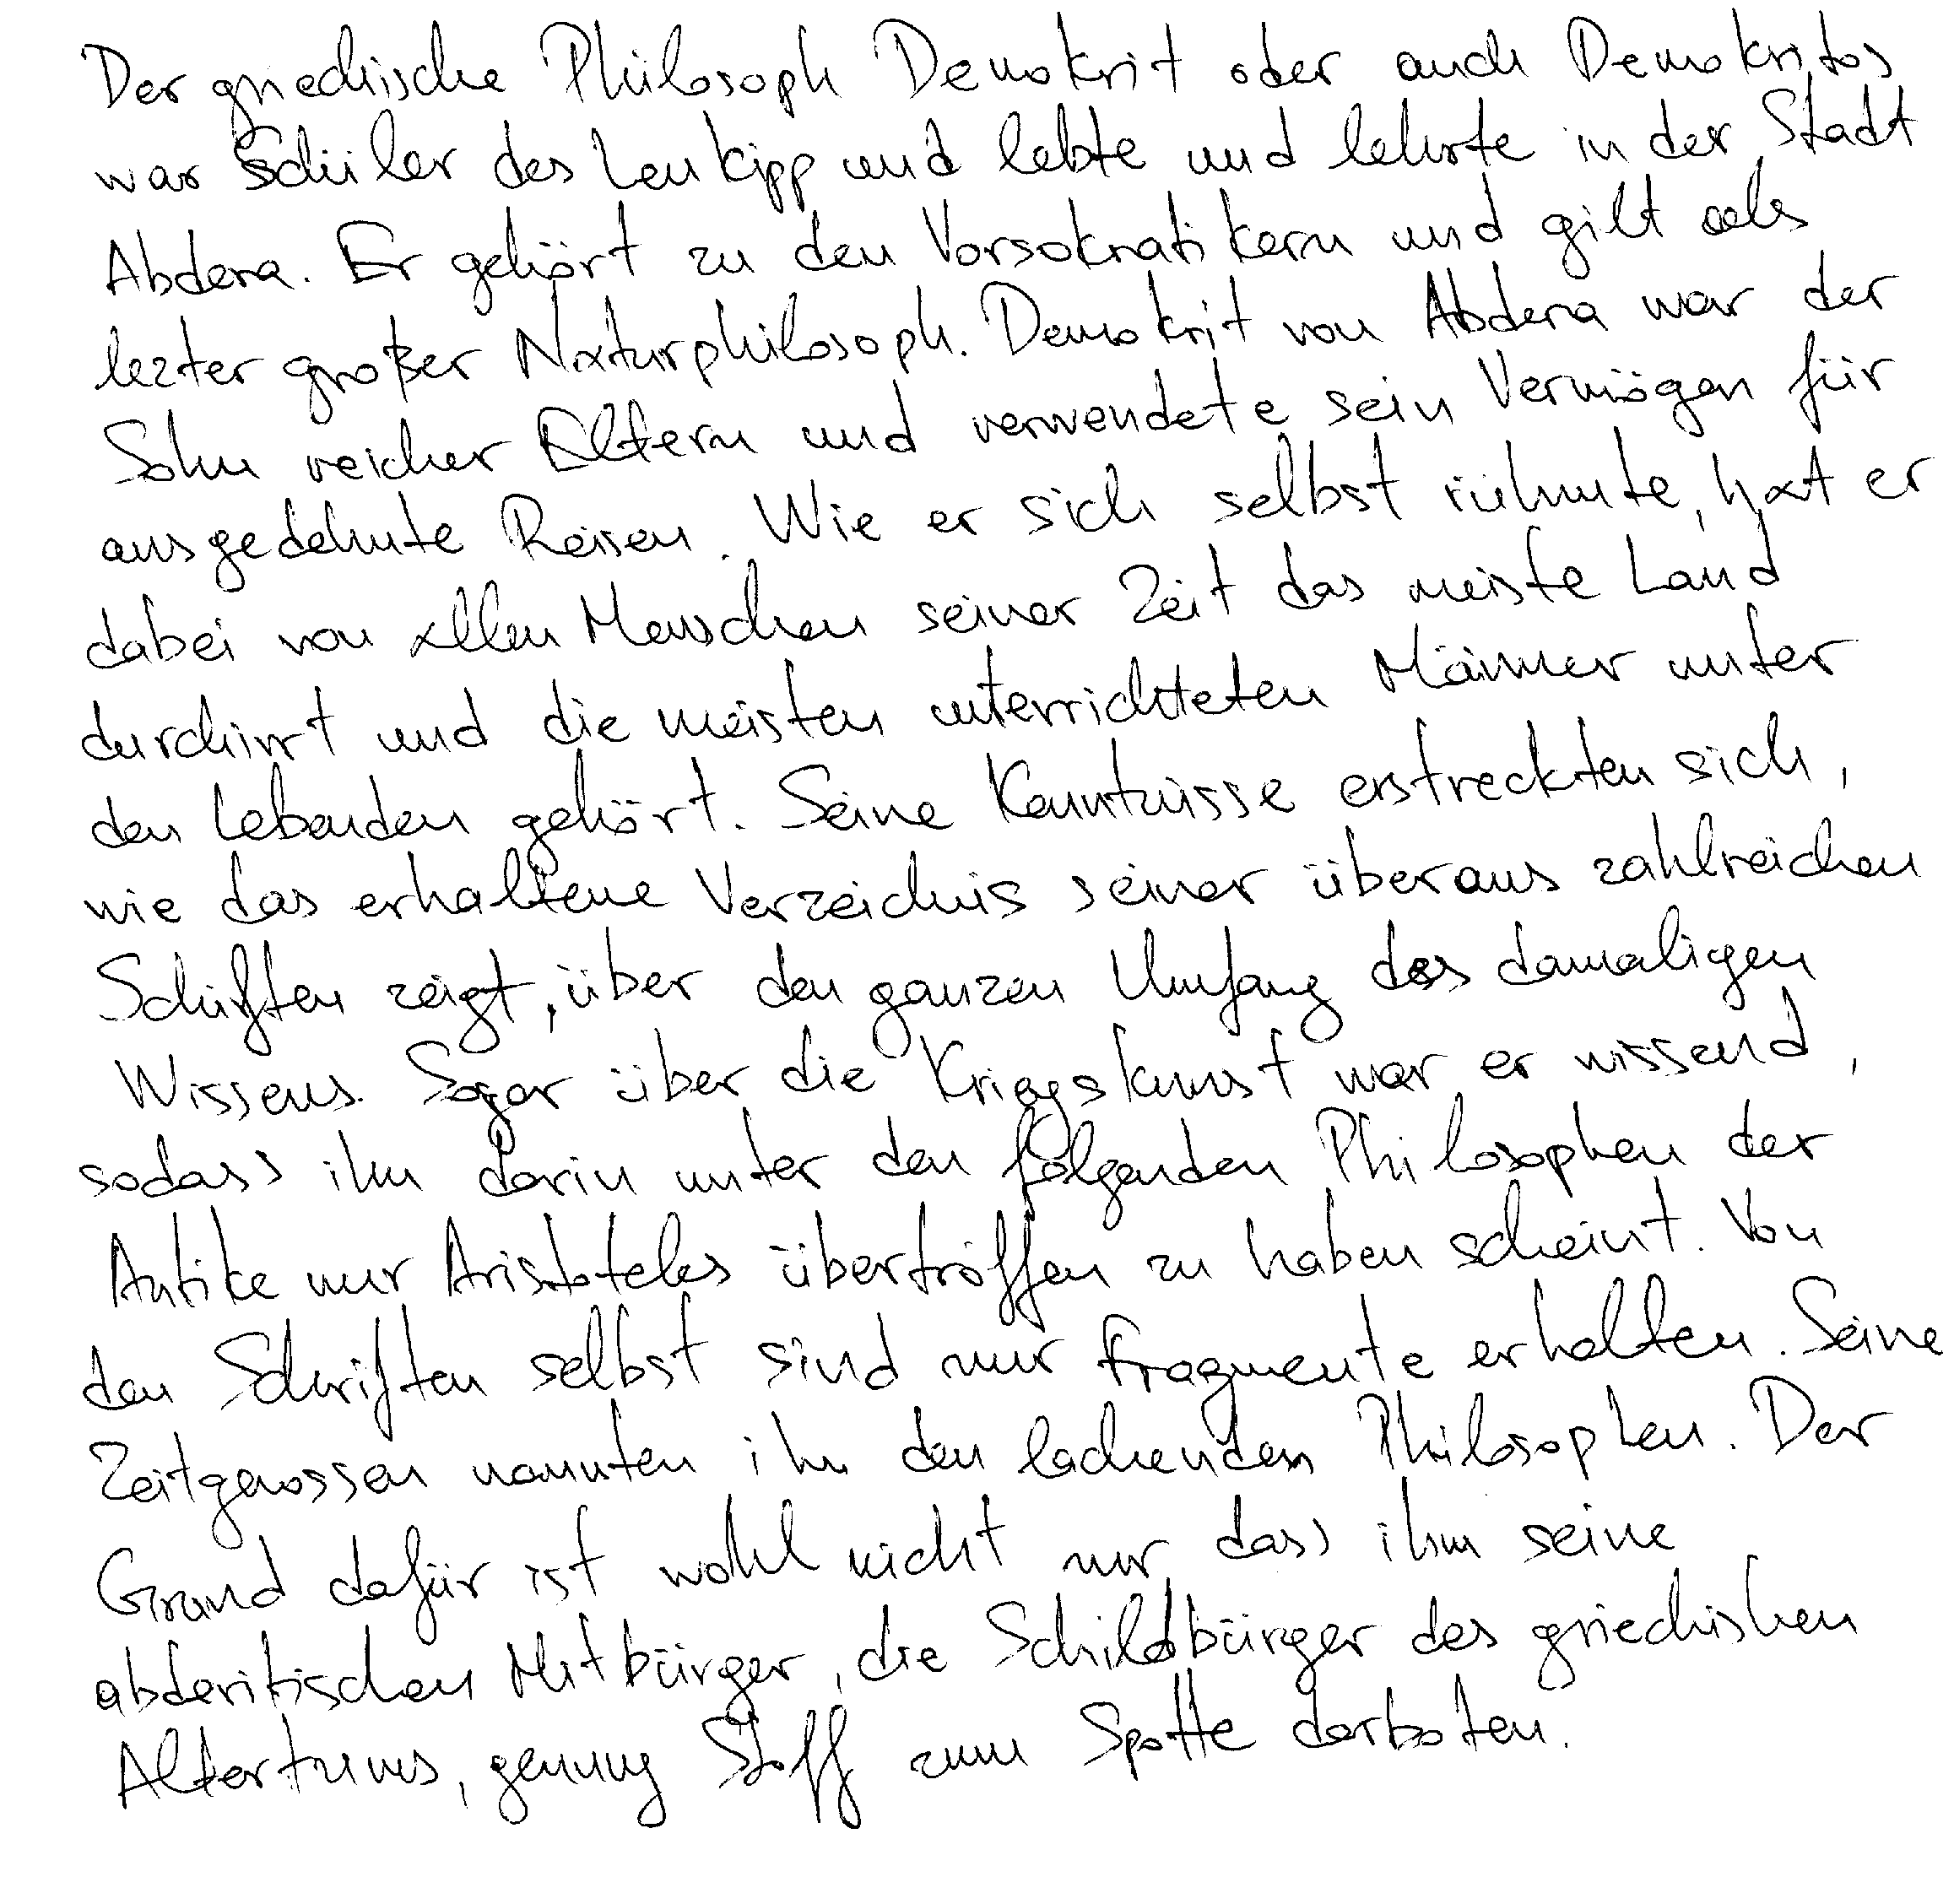 Der griechische Philosoph Demokrit oder auch Demokritos
war Schüler des Leukipp und lebte und lehrte in der Stadt
Abdera. Er gehört zu den Vorsokratikern und gilt als
lezter großer Naturphilosoph. Demokrit von Abdera war der
Sohn reicher Eltern und verwendete sein Vermögen für
ausgedehnte Reisen. Wie er sich selbst rühmte, hat er
dabei von allen Menschen seiner Zeit das meiste Land
durchirrt und die meisten unterrichteten Männer unter
den Lebenden gehört. Seine Kenntnisse erstreckten sich,
wie das erhaltene Verzeichnis seiner überaus zahlreichen
Schriften zeigt, über den ganzen Umfang des damaligen
Wissens. Sogar über die Kriegskunst war er wissend,
sodass ihn darin unter den folgenden Philosophen der
Antike nur Aristoteles übertroffen zu haben scheint. Von
den Schriften selbst sind nur Fragmente erhalten. Seine
Zeitgenossen nannten ihn den lachenden Philosophen. Der
Grund dafür ist wohl nicht nur, dass ihm seine
abderitischen Mitbürger, die Schildbürger des griechishen
Altertums, genung Stoff zum Spotte darboten.